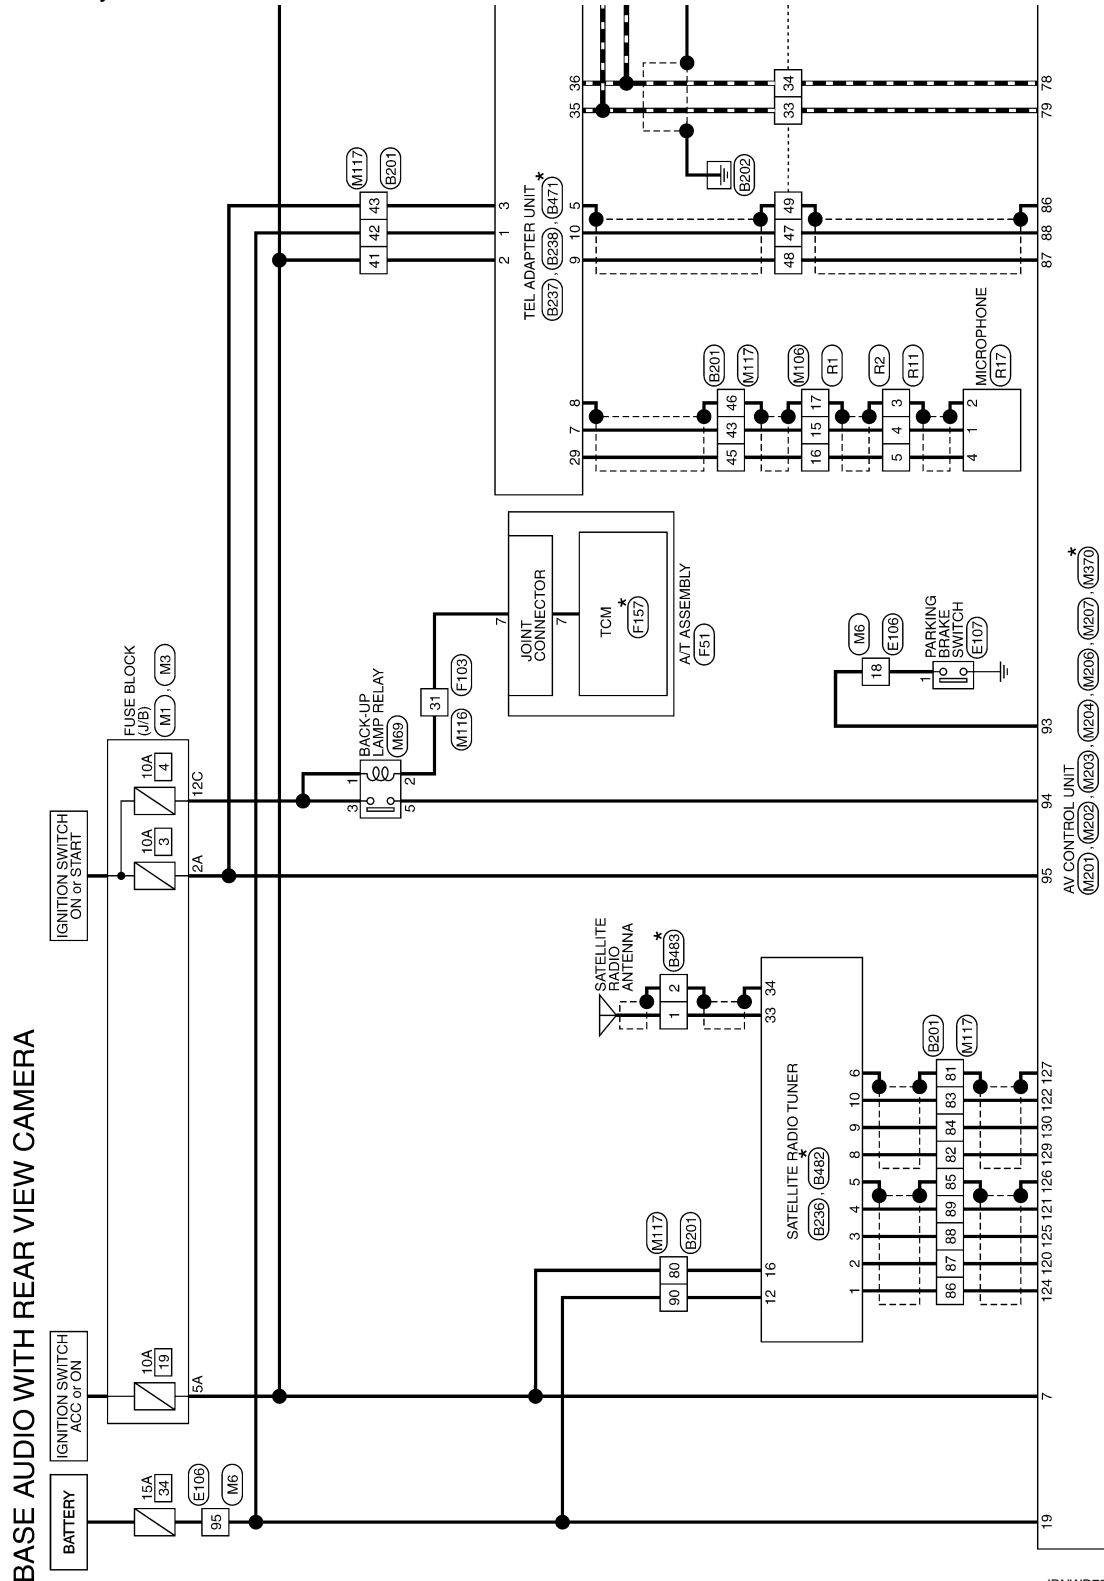 BASE AUDIO WITH REAR VIEW CAMERA
BATTERY
15A
34
E106
M6
95
19
IGNITION SWITCH
ACC or ON
10A
19
5A
7
IGNITION SWITCH
ON or START
10A
3
2A
95
10A
4
12C
94
FUSE BLOCK
(J/B)
M1 , M3
M117
B201
90
80
12
16
SATELLITE RADIO TUNER
B236 , B482 *
1
2
3
4
5
8
9
10
6
86
87
88
89
85
82
84
83
81
B201
M117
124
120
125
121
126
129
130
122
127
SATELLITE
RADIO
ANTENNA
1
2
B483 *
33
34
BACK-UP
LAMP RELAY
M69
3
1
5
2
31
M116
F103
7
JOINT
CONNECTOR
7
TCM
F157 *
A/T ASSEMBLY
F51
93
18
M6
E106
1
PARKING
BRAKE
SWITCH
E107
AV CONTROL UNIT
M201 , M202 , M203 , M204 , M206 , M207 , M370 *
41
42
43
M117
B201
2
1
3
TEL ADAPTER UNIT
B237 , B238 , B471 *
29
7
8
45
43
46
B201
M117
16
15
17
M106
R1
5
4
3
R2
R11
4
1
2
MICROPHONE
R17
9
10
5
48
47
49
87
88
86
B202
35
36
33
34
79
78